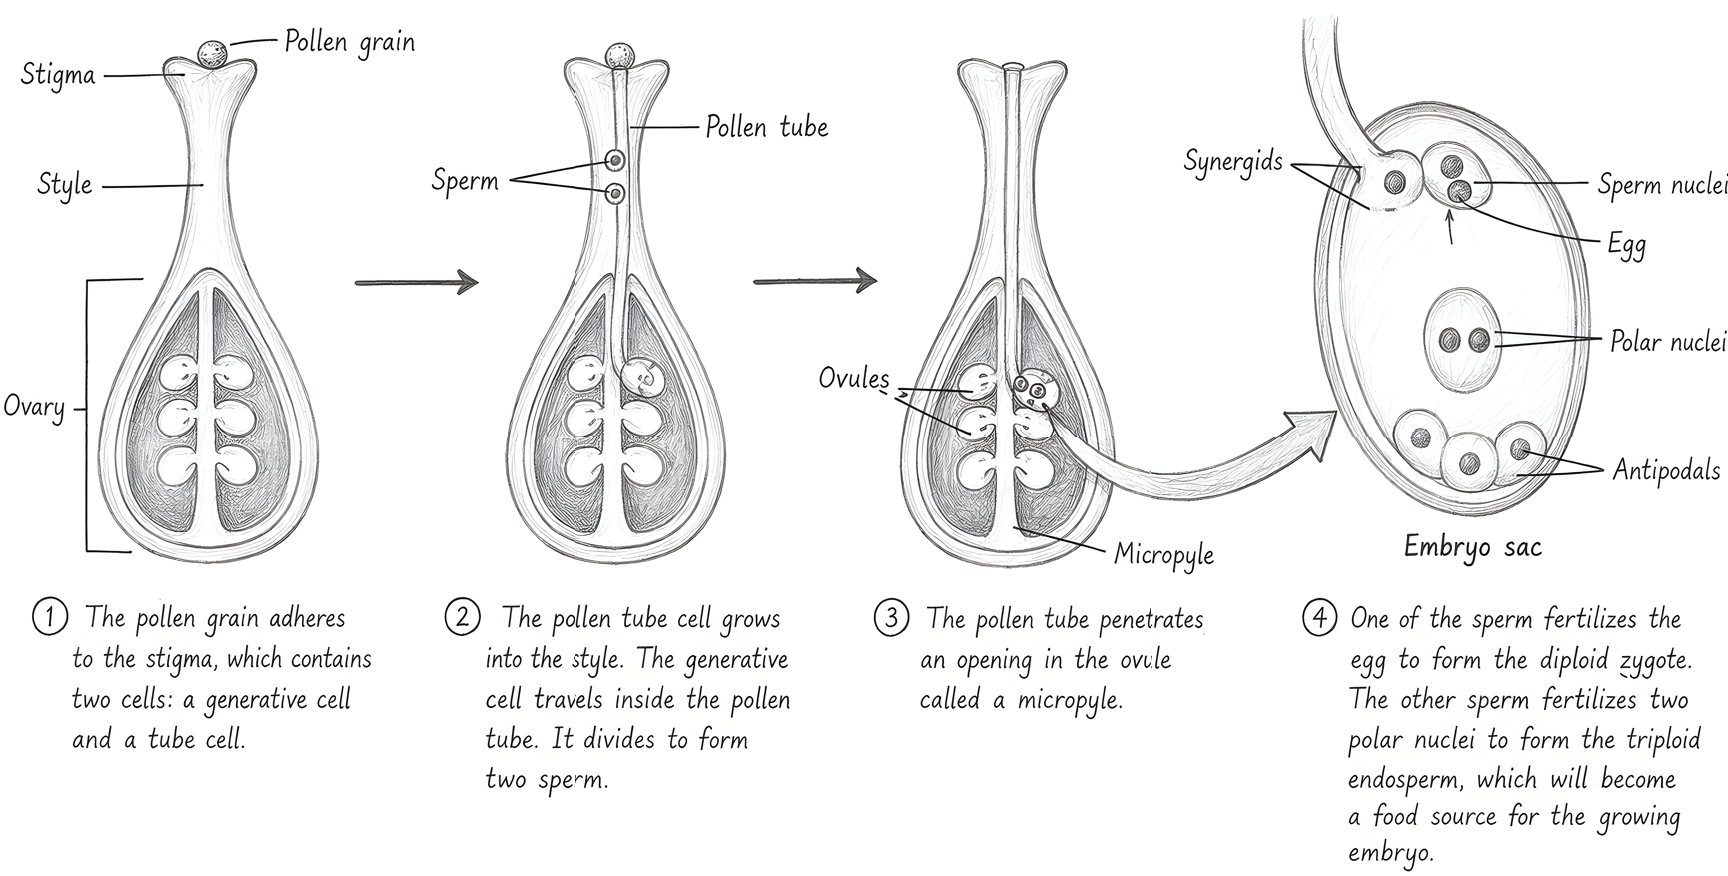 Pollen grain
Stigma
Style
Ovary
Pollen tube
Sperm
Ovules
Micropyle
Synergids
Sperm nuclei
Egg
Polar nuclei
Antipodals
Embryo sac
1 The pollen grain adheres
to the stigma, which contains
two cells: a generative cell
and a tube cell.
2 The pollen tube cell grows
into the style. The generative
cell travels inside the pollen
tube. It divides to form
two sperm.
3 The pollen tube penetrates
an opening in the ovule
called a micropyle.
4 One of the sperm fertilizes the
egg to form the diploid zygote.
The other sperm fertilizes two
polar nuclei to form the triploid
endosperm, which will become
a food source for the growing
embryo.